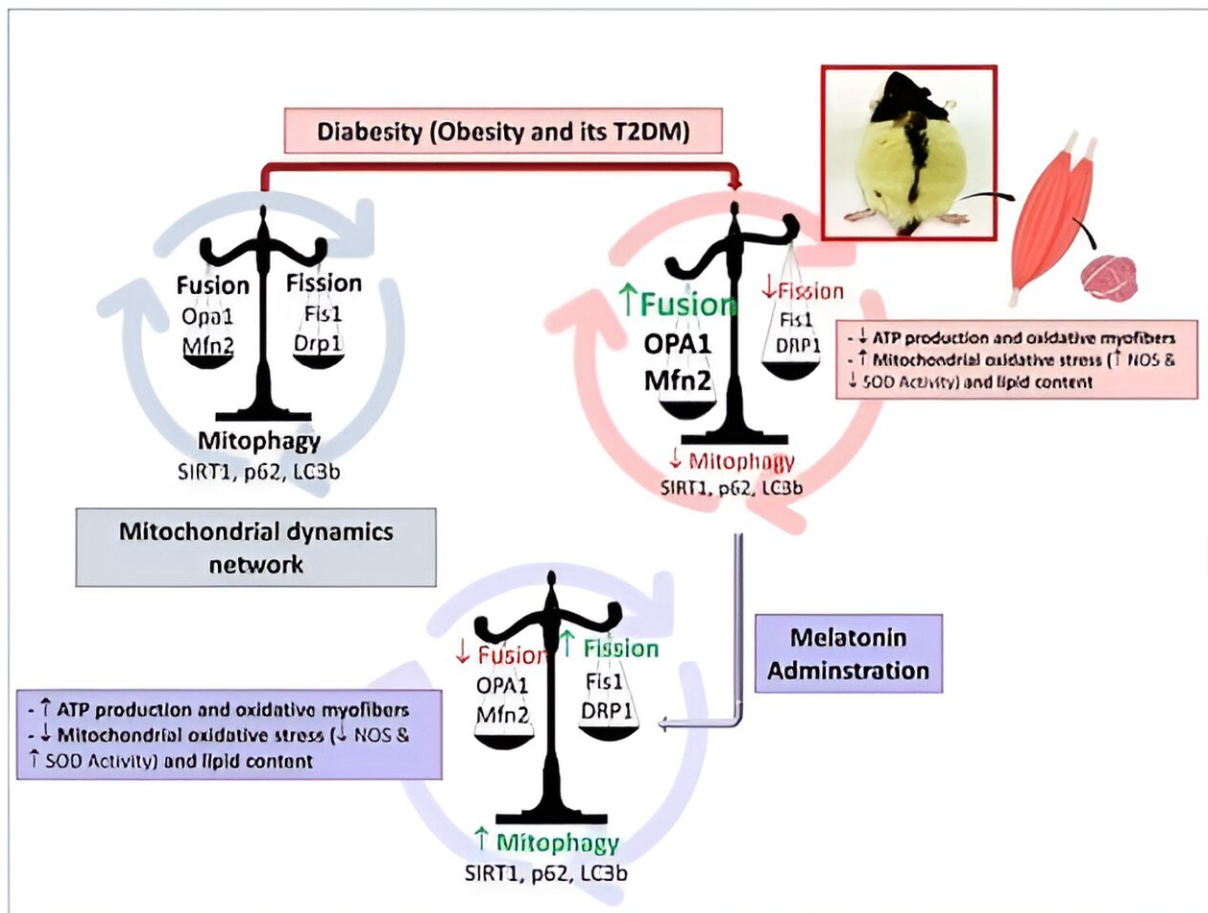 Diabesity (Obesity and its T2DM)
Fusion
Opa1
Mfn2
Fission
Fis1
Drp1
Mitophagy
SIRT1, p62, LC3b
Mitochondrial dynamics
network
↑Fusion
OPA1
Mfn2
↓Fission
Fis1
DRP1
↓ Mitophagy
SIRT1, p62, LC3b
- ↓ ATP production and oxidative myofibers
- ↑ Mitochondrial oxidative stress (↑ NOS &
↓ SOD Activity) and lipid content
Melatonin
Adminstration
↓ Fusion
OPA1
Mfn2
↑ Fission
Fis1
DRP1
↑ Mitophagy
SIRT1, p62, LC3b
- ↑ ATP production and oxidative myofibers
- ↓ Mitochondrial oxidative stress (↓ NOS &
↑ SOD Activity) and lipid content